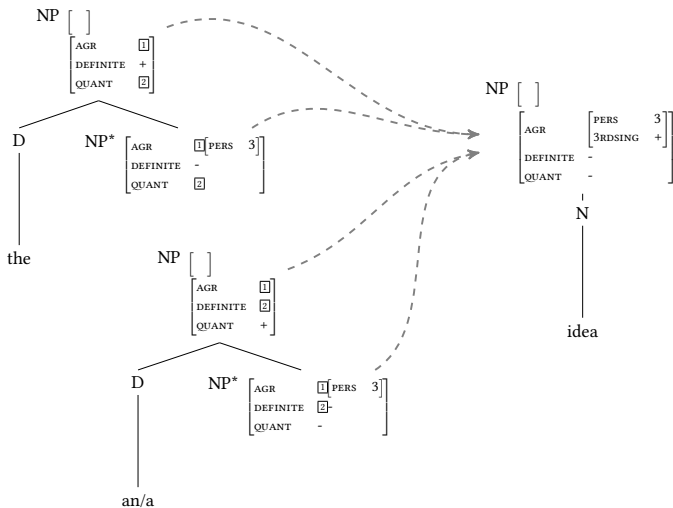 NP [ ]
[AGR 1
DEFINITE +
QUANT 2]
D
NP* [AGR 1[PERS 3]
DEFINITE -
QUANT 2]
the
NP [ ]
[AGR [PERS 3
3RDSING +]
DEFINITE -
QUANT -]
N
idea
NP [ ]
[AGR 1
DEFINITE 2
QUANT +]
D
NP* [AGR 1[PERS 3]
DEFINITE 2-
QUANT -]
an/a